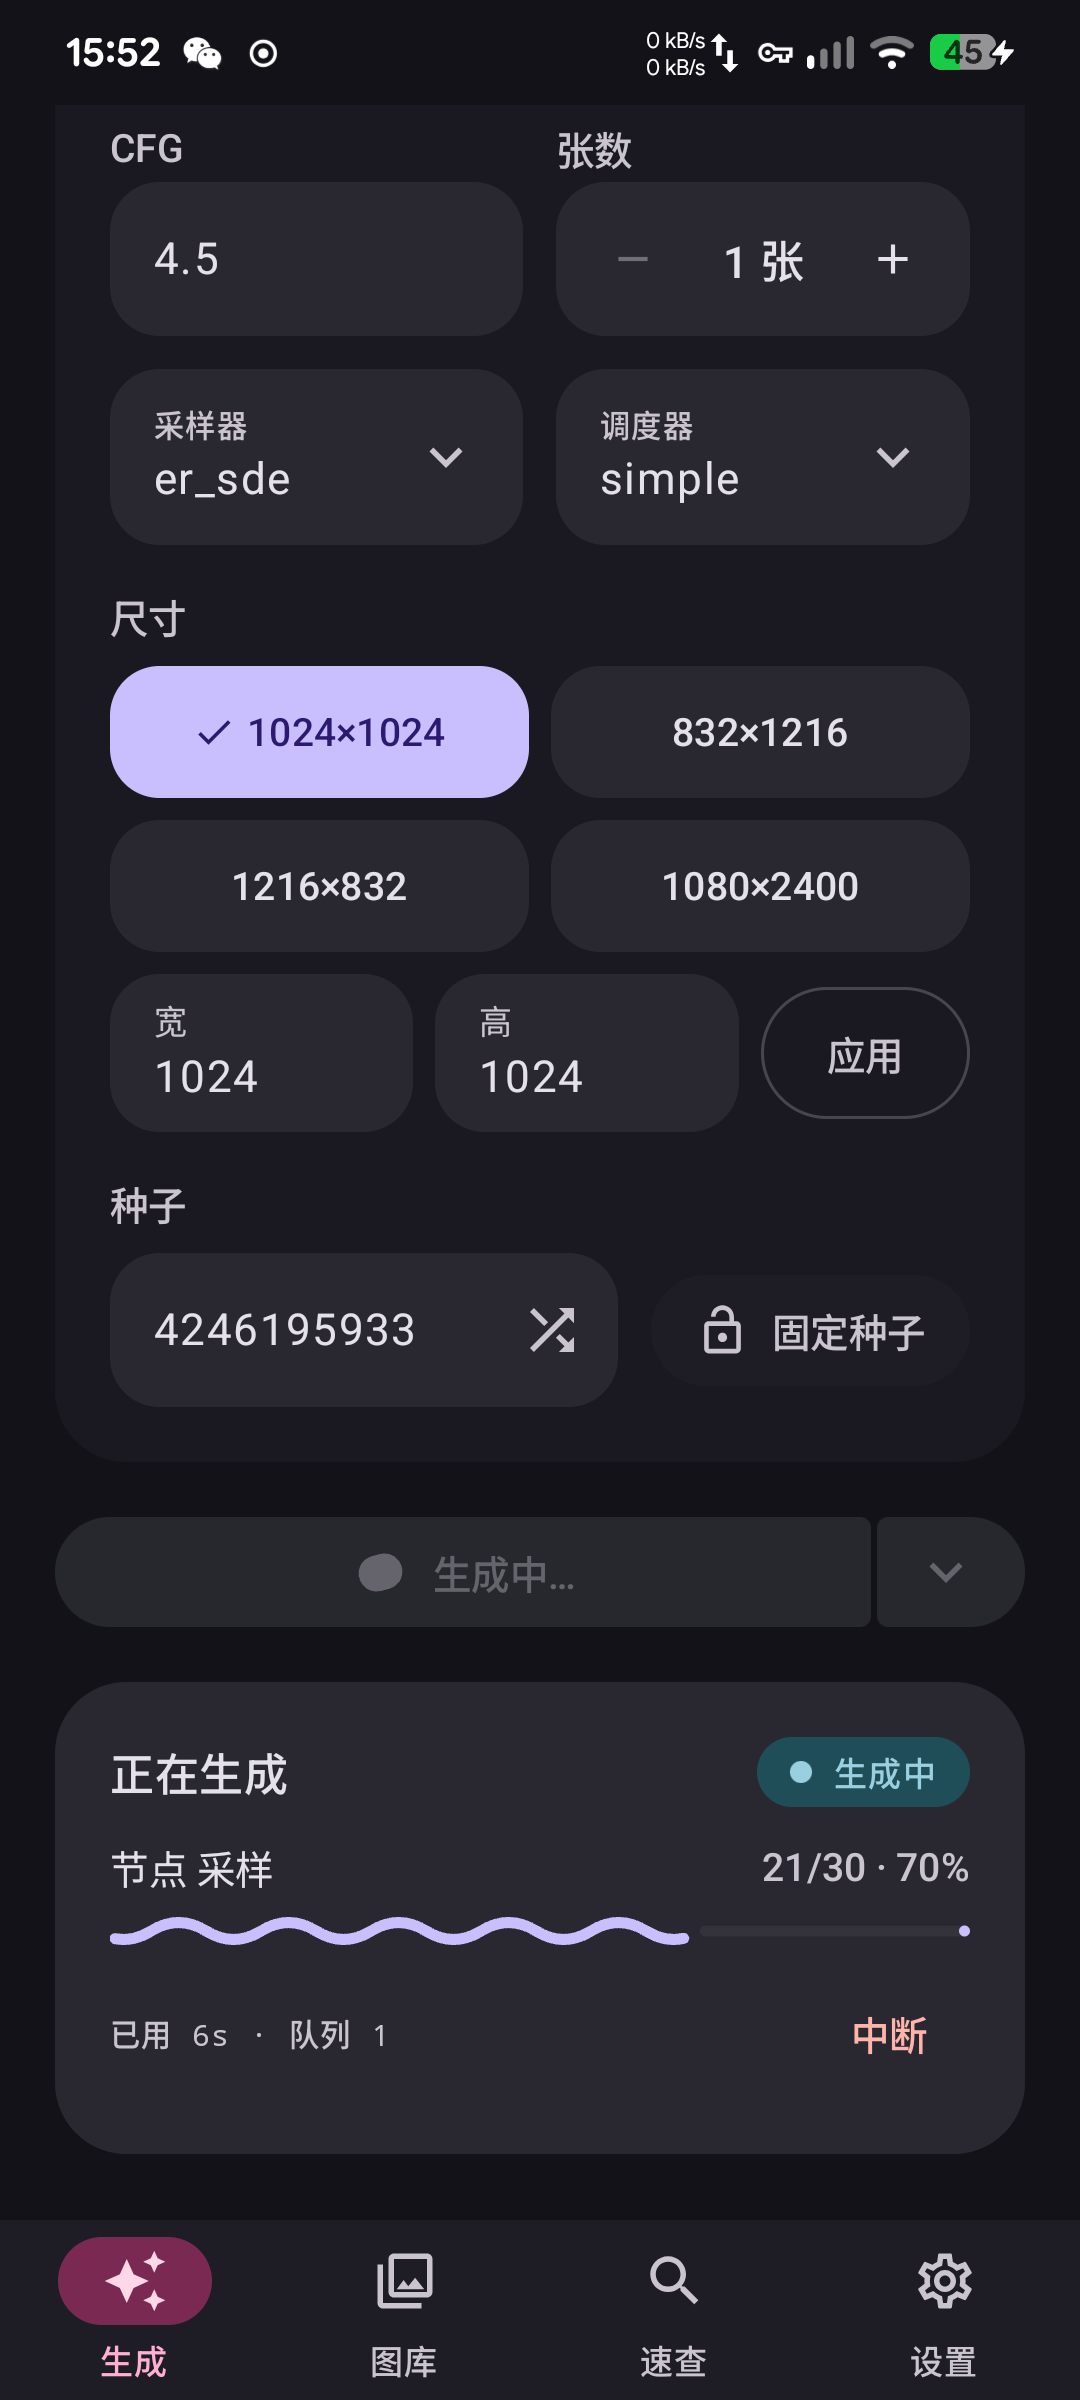 15:52
0 kB/s
0 kB/s
45
CFG
张数
4.5
1 张
采样器
er_sde
调度器
simple
尺寸
1024×1024
832×1216
1216×832
1080×2400
宽
1024
高
1024
应用
种子
4246195933
固定种子
生成中...
正在生成
生成中
节点 采样
21/30 · 70%
已用 6s · 队列 1
中断
生成
图库
速查
设置